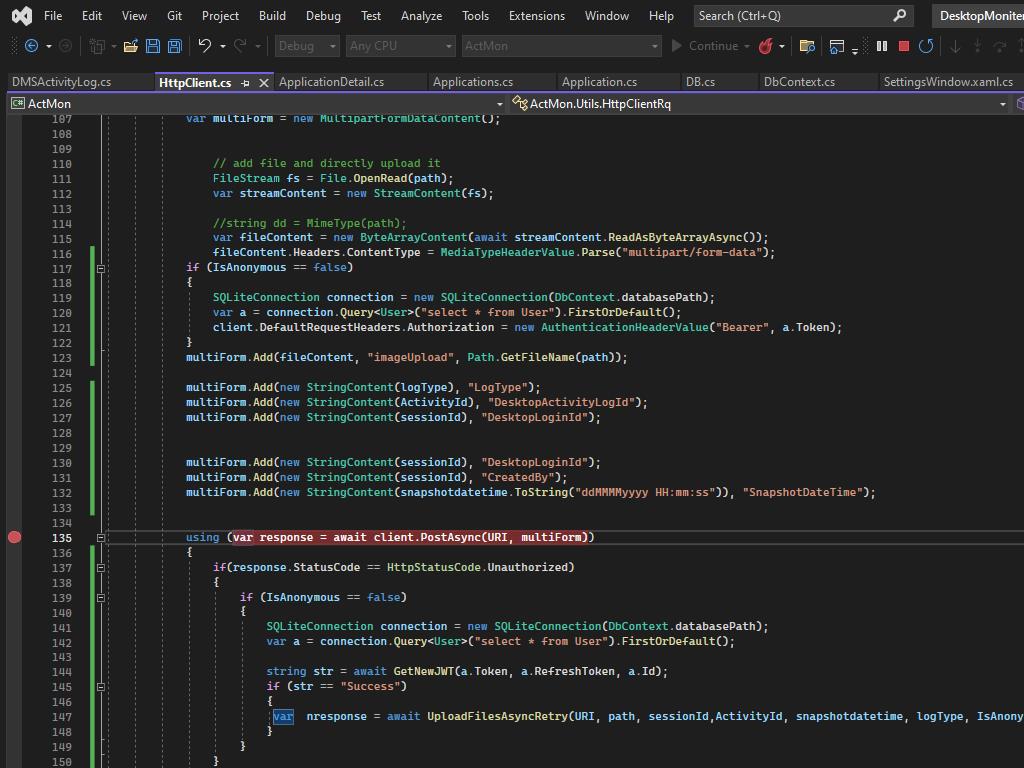 File Edit View Git Project Build Debug Test Analyze Tools Extensions Window Help Search (Ctrl+Q) DesktopMoniter
Debug Any CPU ActMon Continue
DMSActivityLog.cs HttpClient.cs ApplicationDetail.cs Applications.cs Application.cs DB.cs DbContext.cs SettingsWindow.xaml.cs
C# ActMon ActMon.Utils.HttpClientRq
107 var multiForm = new MultipartFormDataContent();
108
109
110 // add file and directly upload it
111 FileStream fs = File.OpenRead(path);
112 var streamContent = new StreamContent(fs);
113
114 //string dd = MimeType(path);
115 var fileContent = new ByteArrayContent(await streamContent.ReadAsByteArrayAsync());
116 fileContent.Headers.ContentType = MediaTypeHeaderValue.Parse("multipart/form-data");
117 if (IsAnonymous == false)
118 {
119 SQLiteConnection connection = new SQLiteConnection(DbContext.databasePath);
120 var a = connection.Query<User>("select * from User").FirstOrDefault();
121 client.DefaultRequestHeaders.Authorization = new AuthenticationHeaderValue("Bearer", a.Token);
122 }
123 multiForm.Add(fileContent, "imageUpload", Path.GetFileName(path));
124
125 multiForm.Add(new StringContent(logType), "LogType");
126 multiForm.Add(new StringContent(ActivityId), "DesktopActivityLogId");
127 multiForm.Add(new StringContent(sessionId), "DesktopLoginId");
128
129
130 multiForm.Add(new StringContent(sessionId), "DesktopLoginId");
131 multiForm.Add(new StringContent(sessionId), "CreatedBy");
132 multiForm.Add(new StringContent(snapshotdatetime.ToString("ddMMMMyyyy HH:mm:ss")), "SnapshotDateTime");
133
134
135 using (var response = await client.PostAsync(URI, multiForm))
136 {
137 if(response.StatusCode == HttpStatusCode.Unauthorized)
138 {
139 if (IsAnonymous == false)
140 {
141 SQLiteConnection connection = new SQLiteConnection(DbContext.databasePath);
142 var a = connection.Query<User>("select * from User").FirstOrDefault();
143
144 string str = await GetNewJWT(a.Token, a.RefreshToken, a.Id);
145 if (str == "Success")
146 {
147 var nresponse = await UploadFilesAsyncRetry(URI, path, sessionId,ActivityId, snapshotdatetime, logType, IsAnony
148 }
149 }
150 }